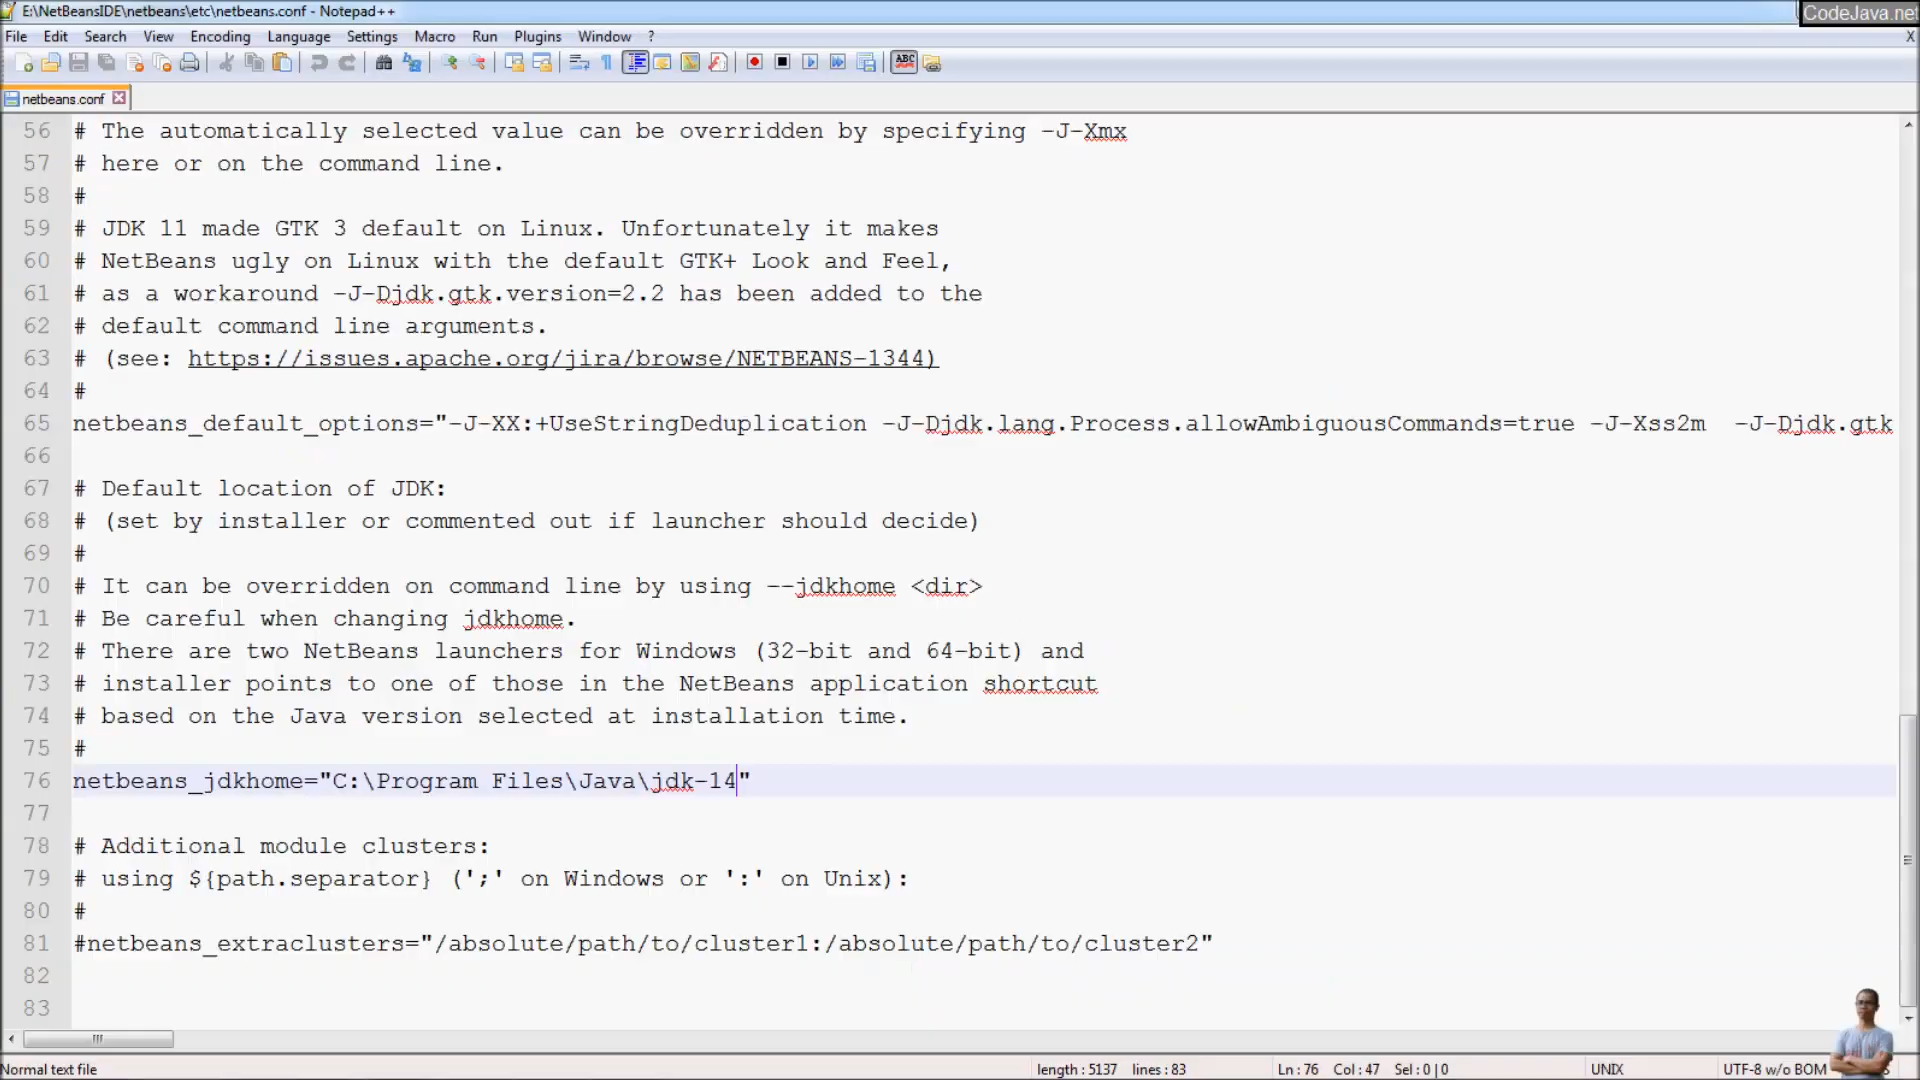 E:\NetBeansIDE\netbeans\etc\netbeans.conf - Notepad++
CodeJava.net
File Edit Search View Encoding Language Settings Macro Run Plugins Window ? X
ABC
netbeans.conf
56 # The automatically selected value can be overridden by specifying -J-Xmx
57 # here or on the command line.
58 #
59 # JDK 11 made GTK 3 default on Linux. Unfortunately it makes
60 # NetBeans ugly on Linux with the default GTK+ Look and Feel,
61 # as a workaround -J-Djdk.gtk.version=2.2 has been added to the
62 # default command line arguments.
63 # (see: https://issues.apache.org/jira/browse/NETBEANS-1344)
64 #
65 netbeans_default_options="-J-XX:+UseStringDeduplication -J-Djdk.lang.Process.allowAmbiguousCommands=true -J-Xss2m  -J-Djdk.gtk
66
67 # Default location of JDK:
68 # (set by installer or commented out if launcher should decide)
69 #
70 # It can be overridden on command line by using --jdkhome <dir>
71 # Be careful when changing jdkhome.
72 # There are two NetBeans launchers for Windows (32-bit and 64-bit) and
73 # installer points to one of those in the NetBeans application shortcut
74 # based on the Java version selected at installation time.
75 #
76 netbeans_jdkhome="C:\Program Files\Java\jdk-14"
77
78 # Additional module clusters:
79 # using ${path.separator} (';' on Windows or ':' on Unix):
80 #
81 #netbeans_extraclusters="/absolute/path/to/cluster1:/absolute/path/to/cluster2"
82
83
Normal text file length : 5137 lines : 83 Ln : 76 Col : 47 Sel : 0 | 0 UNIX UTF-8 w/o BOM